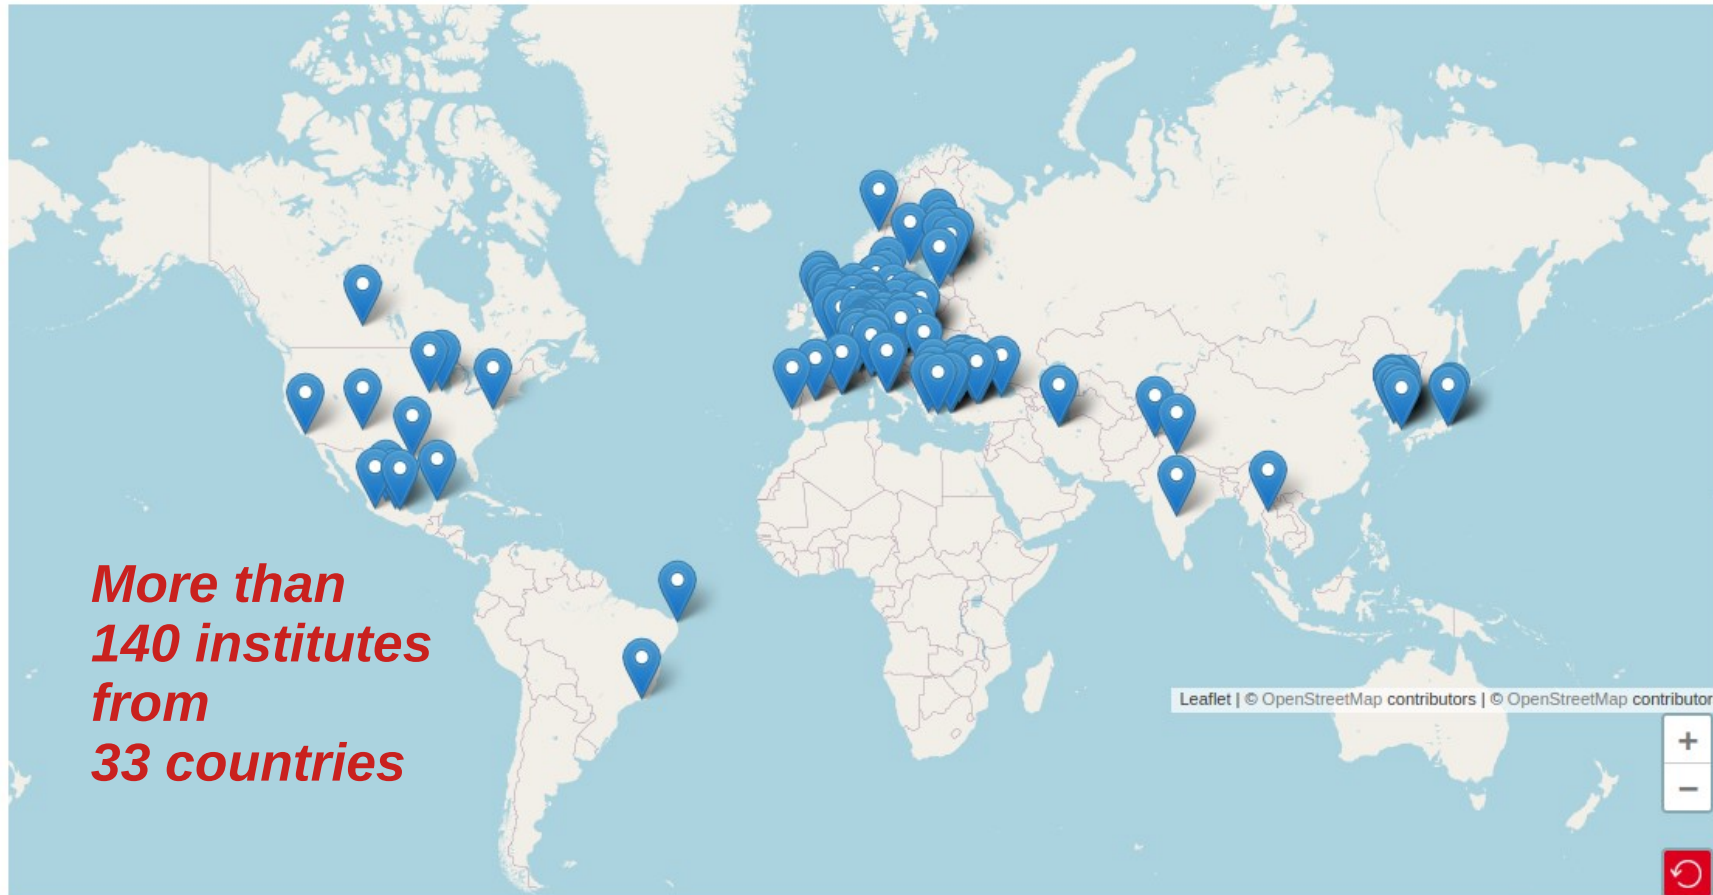 More than
140 institutes
from
33 countries
Leaflet | © OpenStreetMap contributors | © OpenStreetMap contributor
+
−